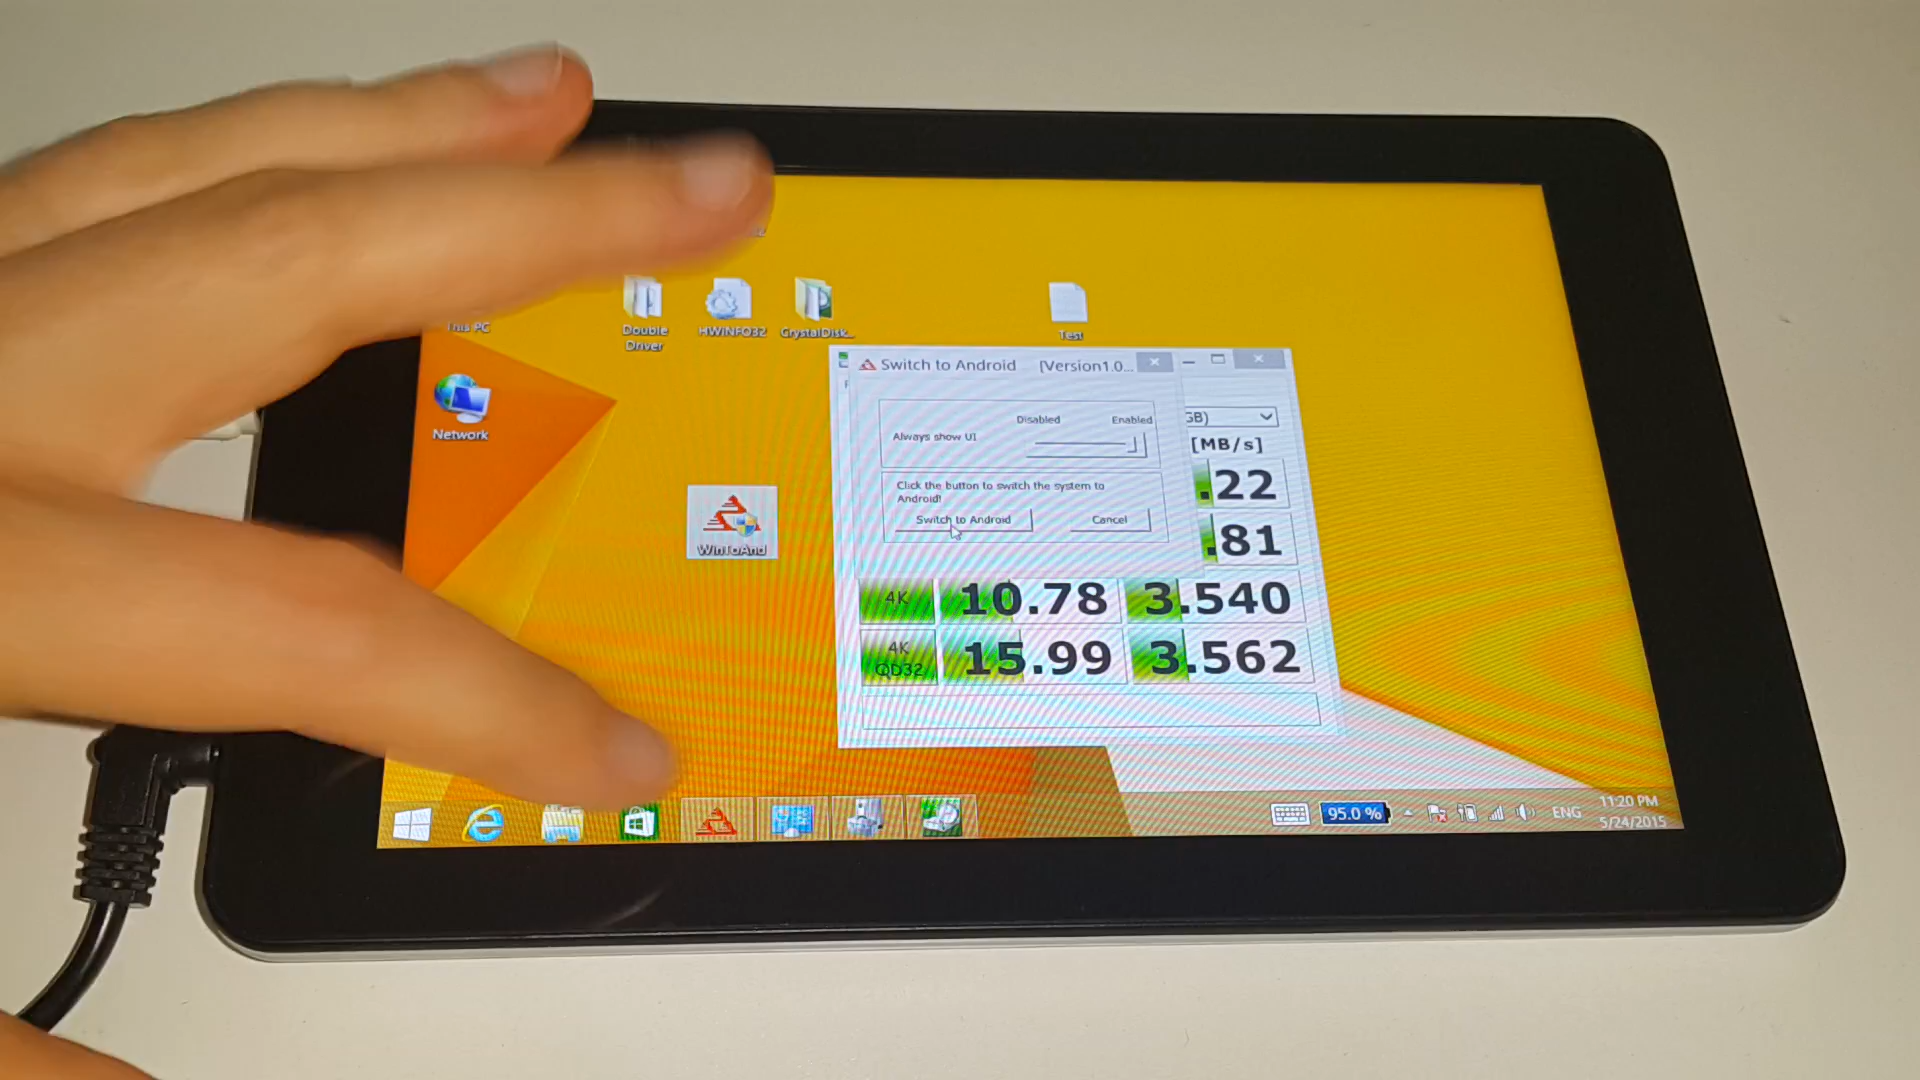 This PC
Double
Driver
HWiNFO32
CrystalDisk...
Test
Network
WinToAnd
Switch to Android [Version1.0...
Disabled Enabled
Always show UI
Click the button to switch the system to
Android!
Switch to Android Cancel
GB)
[MB/s]
.22
.81
4K 10.78 3.540
4K
QD32 15.99 3.562
95.0 %
ENG
11:20 PM
5/24/2015